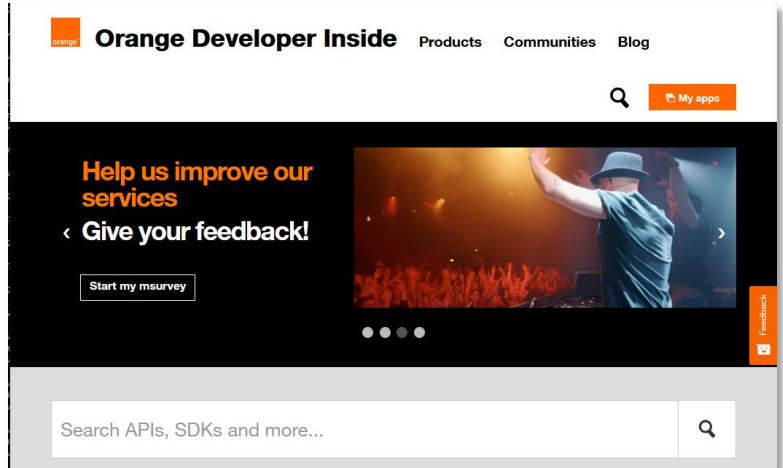 orange
Orange Developer Inside
Products
Communities
Blog
My apps
Help us improve our
services
Give your feedback!
Start my msurvey
Feedback
Search APIs, SDKs and more...